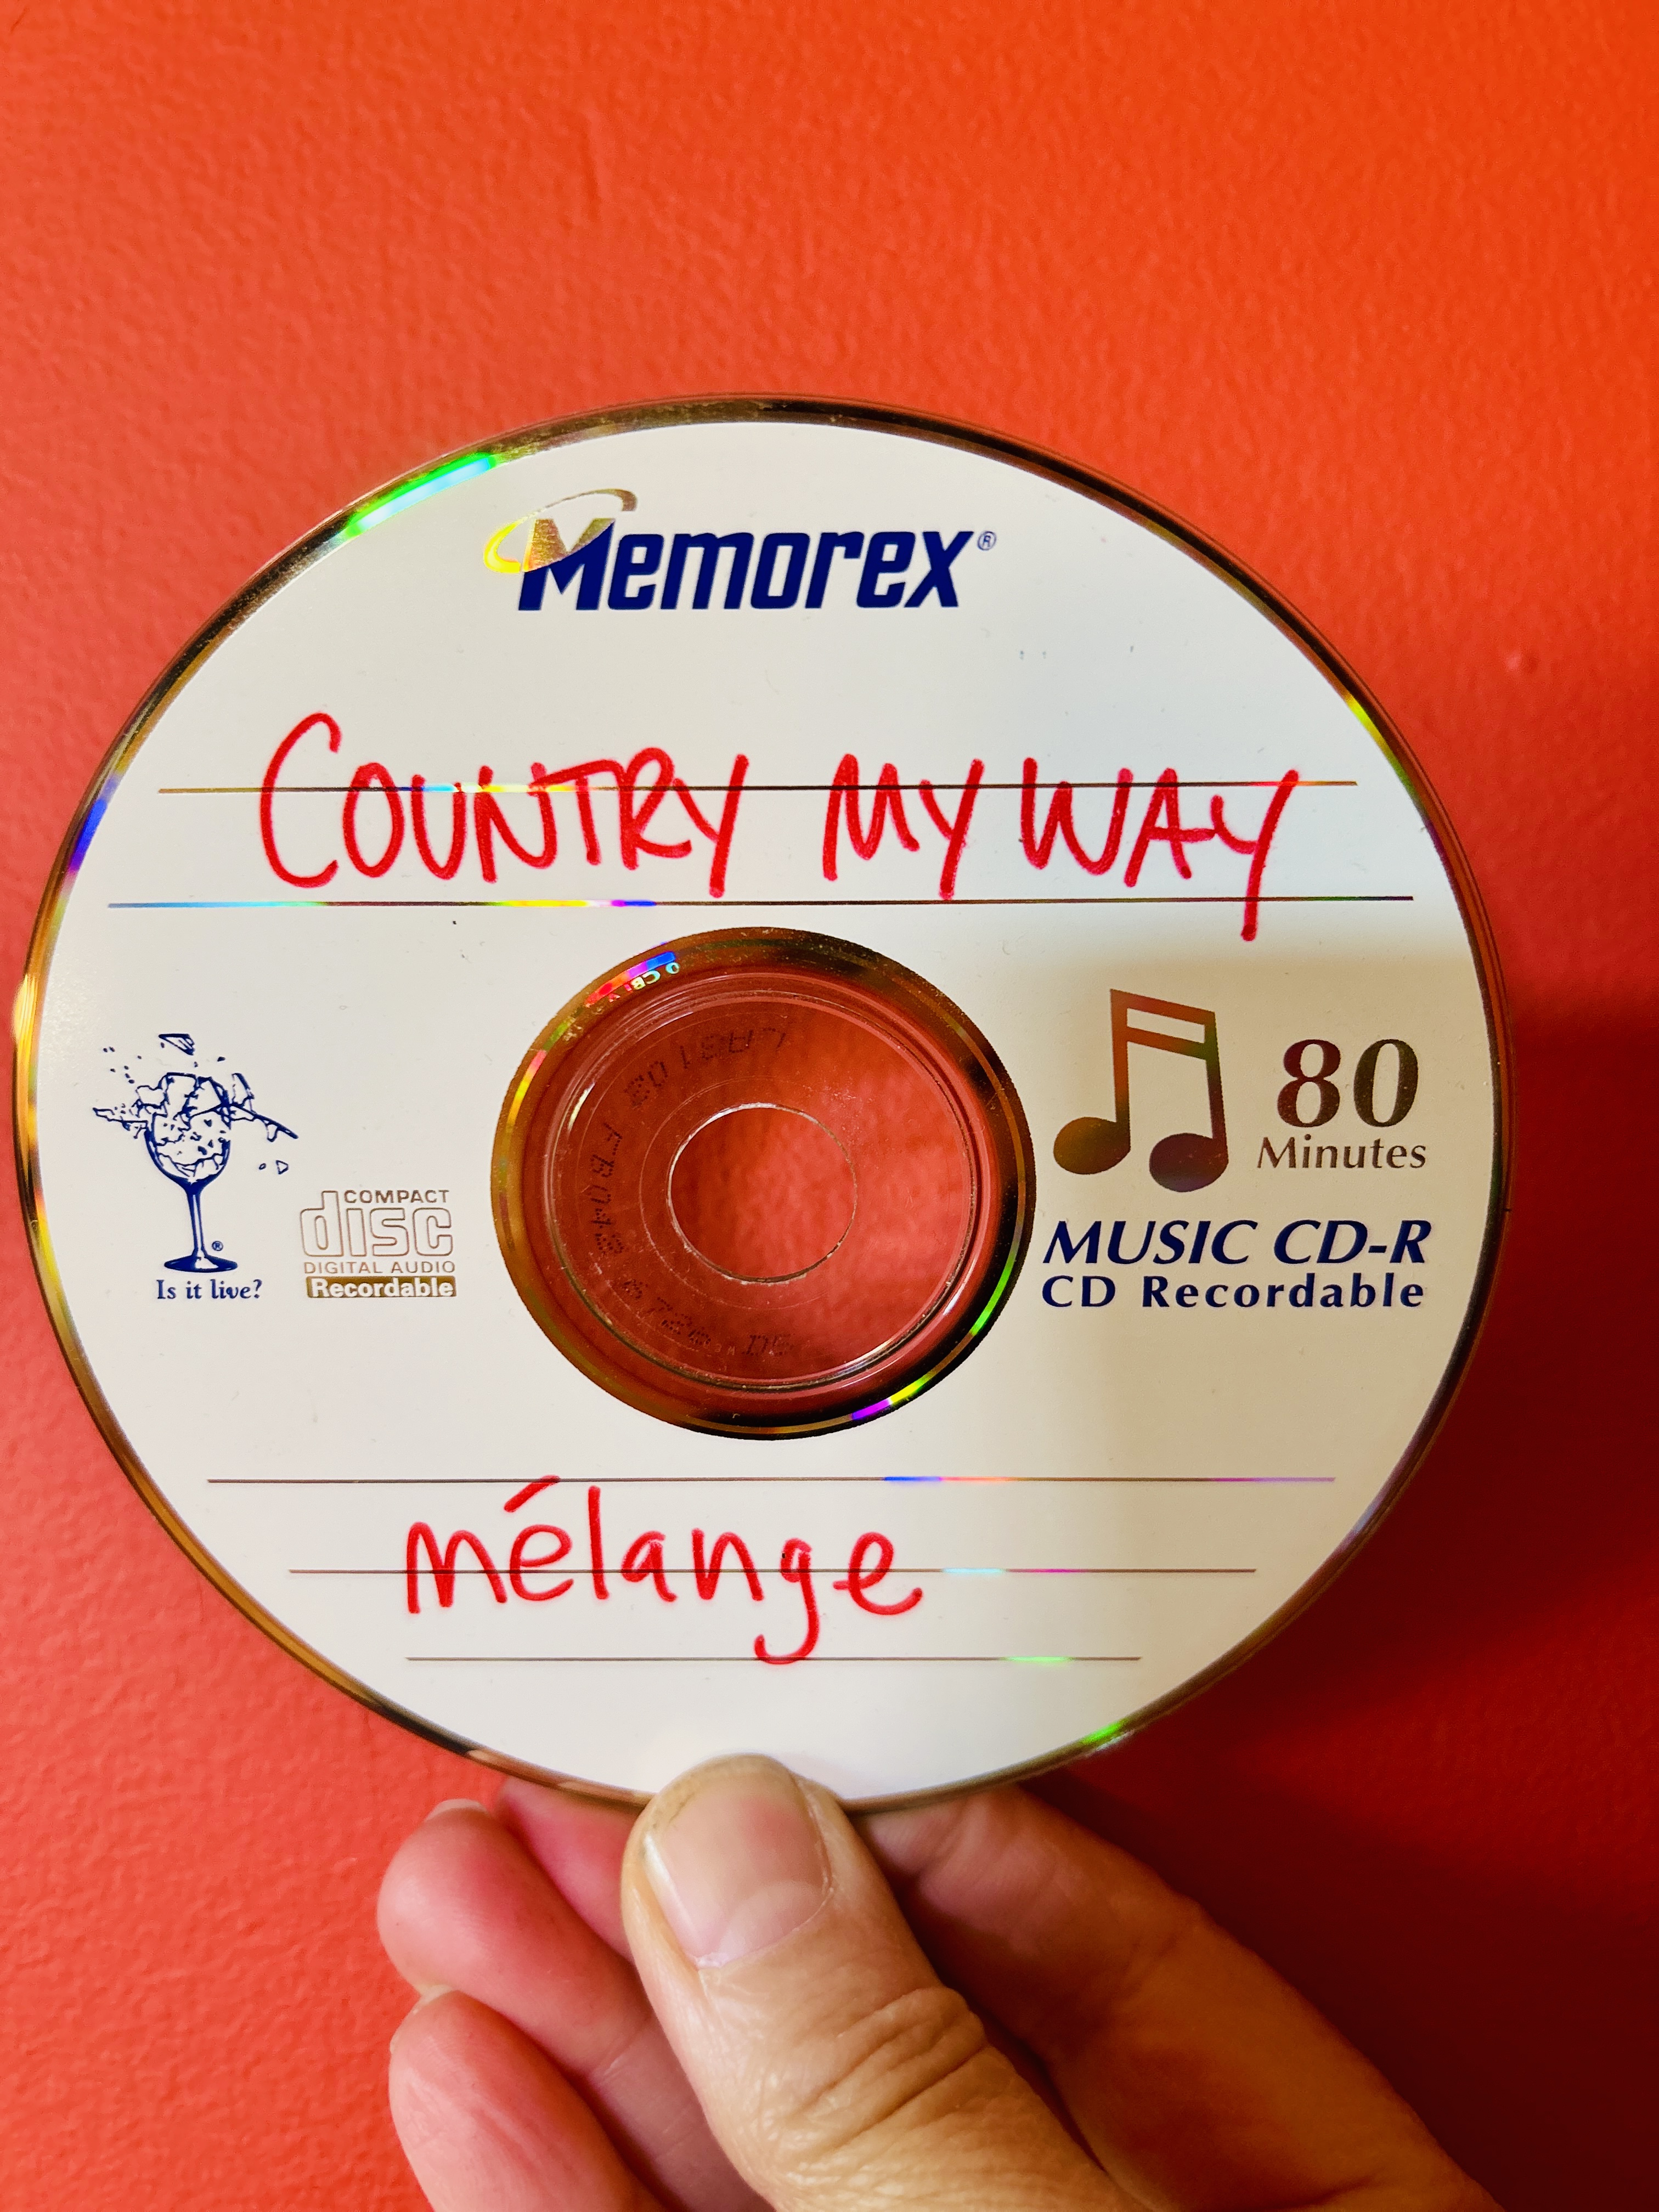 Memorex®
COUNTRY MY WAY
80
Minutes
MUSIC CD-R
CD Recordable
®
Is it live?
COMPACT
disc
DIGITAL AUDIO
Recordable
mélange